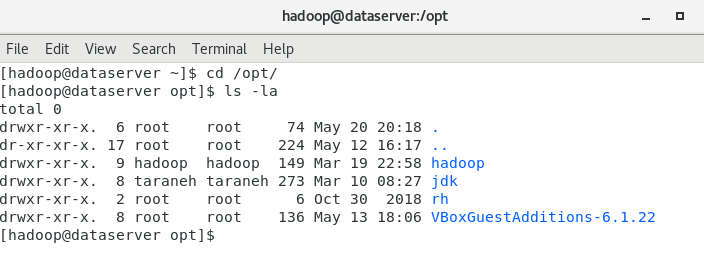 hadoop@dataserver:/opt
File Edit View Search Terminal Help
[hadoop@dataserver ~]$ cd /opt/
[hadoop@dataserver opt]$ ls -la
total 0
drwxr-xr-x.  6 root    root     74 May 20 20:18 .
dr-xr-xr-x. 17 root    root    224 May 12 16:17 ..
drwxr-xr-x.  9 hadoop  hadoop  149 Mar 19 22:58 hadoop
drwxr-xr-x.  8 taraneh taraneh 273 Mar 10 08:27 jdk
drwxr-xr-x.  2 root    root      6 Oct 30  2018 rh
drwxr-xr-x.  8 root    root    136 May 13 18:06 VBoxGuestAdditions-6.1.22
[hadoop@dataserver opt]$